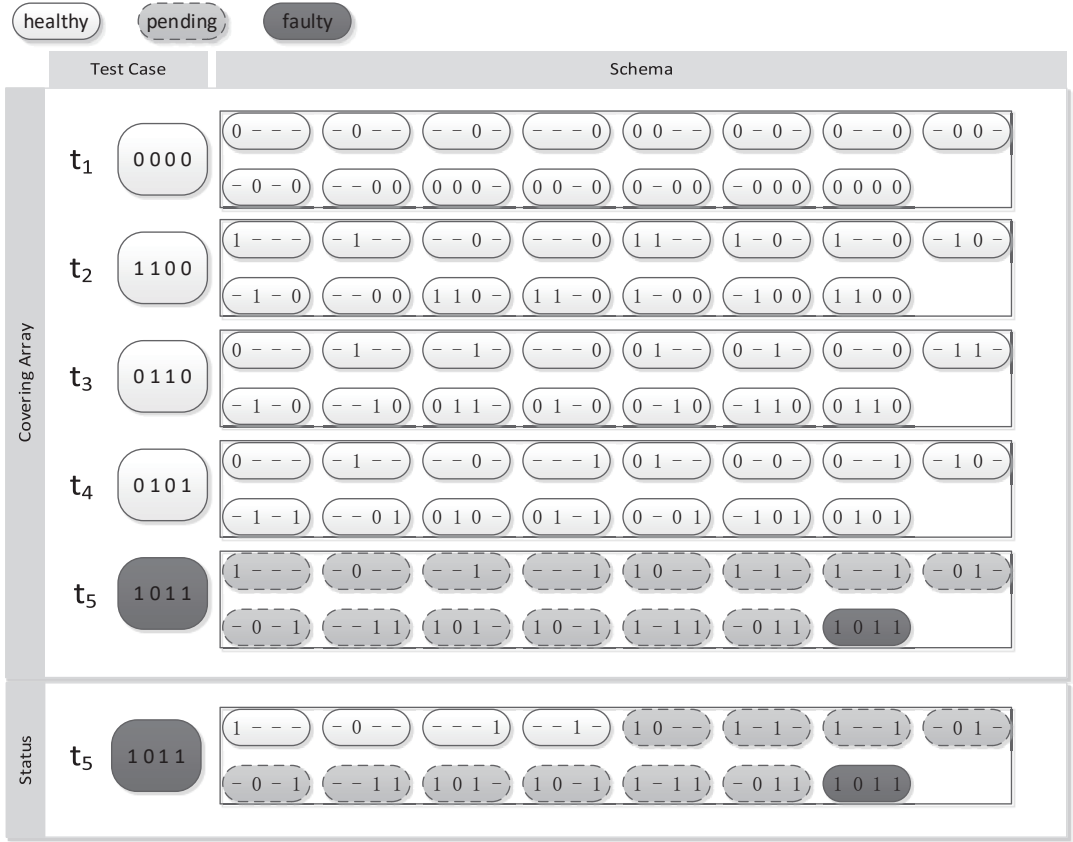 healthy pending faulty
Test Case Schema
Covering Array
t1 0000
0 - - - - 0 - - - - 0 - - - - 0 0 0 - - 0 - 0 - 0 - - 0 - 0 0 -
- 0 - 0 - - 0 0 0 0 0 - 0 0 - 0 0 - 0 0 - 0 0 0 0 0 0 0
t2 1100
1 - - - - 1 - - - - 0 - - - - 0 1 1 - - 1 - 0 - 1 - - 0 - 1 0 -
- 1 - 0 - - 0 0 1 1 0 - 1 1 - 0 1 - 0 0 - 1 0 0 1 1 0 0
t3 0110
0 - - - - 1 - - - - 1 - - - - 0 0 1 - - 0 - 1 - 0 - - 0 - 1 1 -
- 1 - 0 - - 1 0 0 1 1 - 0 1 - 0 0 - 1 0 - 1 1 0 0 1 1 0
t4 0101
0 - - - - 1 - - - - 0 - - - - 1 0 1 - - 0 - 0 - 0 - - 1 - 1 0 -
- 1 - 1 - - 0 1 0 1 0 - 0 1 - 1 0 - 0 1 - 1 0 1 0 1 0 1
t5 1011
1 - - - - 0 - - - - 1 - - - - 1 1 0 - - 1 - 1 - 1 - - 1 - 0 1 -
- 0 - 1 - - 1 1 1 0 1 - 1 0 - 1 1 - 1 1 - 0 1 1 1 0 1 1
Status
t5 1011
1 - - - - 0 - - - - - 1 - - 1 - 1 0 - - 1 - 1 - 1 - - 1 - 0 1 -
- 0 - 1 - - 1 1 1 0 1 - 1 0 - 1 1 - 1 1 - 0 1 1 1 0 1 1